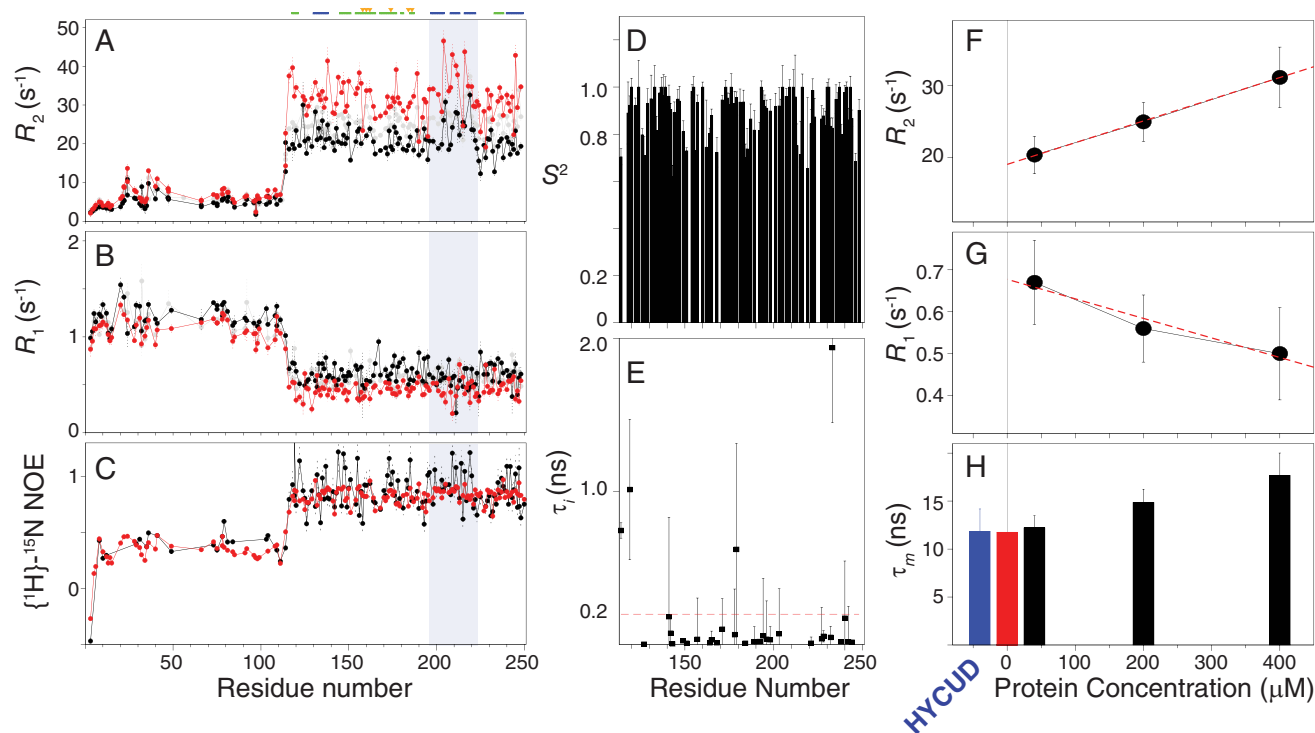 A
R₂ (s⁻¹)
50
40
30
20
10
0
B
R₁ (s⁻¹)
2
1
0
C
{¹H}-¹⁵N NOE
1
0
50
100
150
200
250
Residue number
D
S²
1.0
0.8
0.2
0
E
τᵢ (ns)
2.0
1.0
0.2
150
200
250
Residue Number
F
R₂ (s⁻¹)
30
20
G
R₁ (s⁻¹)
0.7
0.6
0.5
0.4
H
τₘ (ns)
15
10
5
HYCUD
0
100
200
300
400
Protein Concentration (μM)